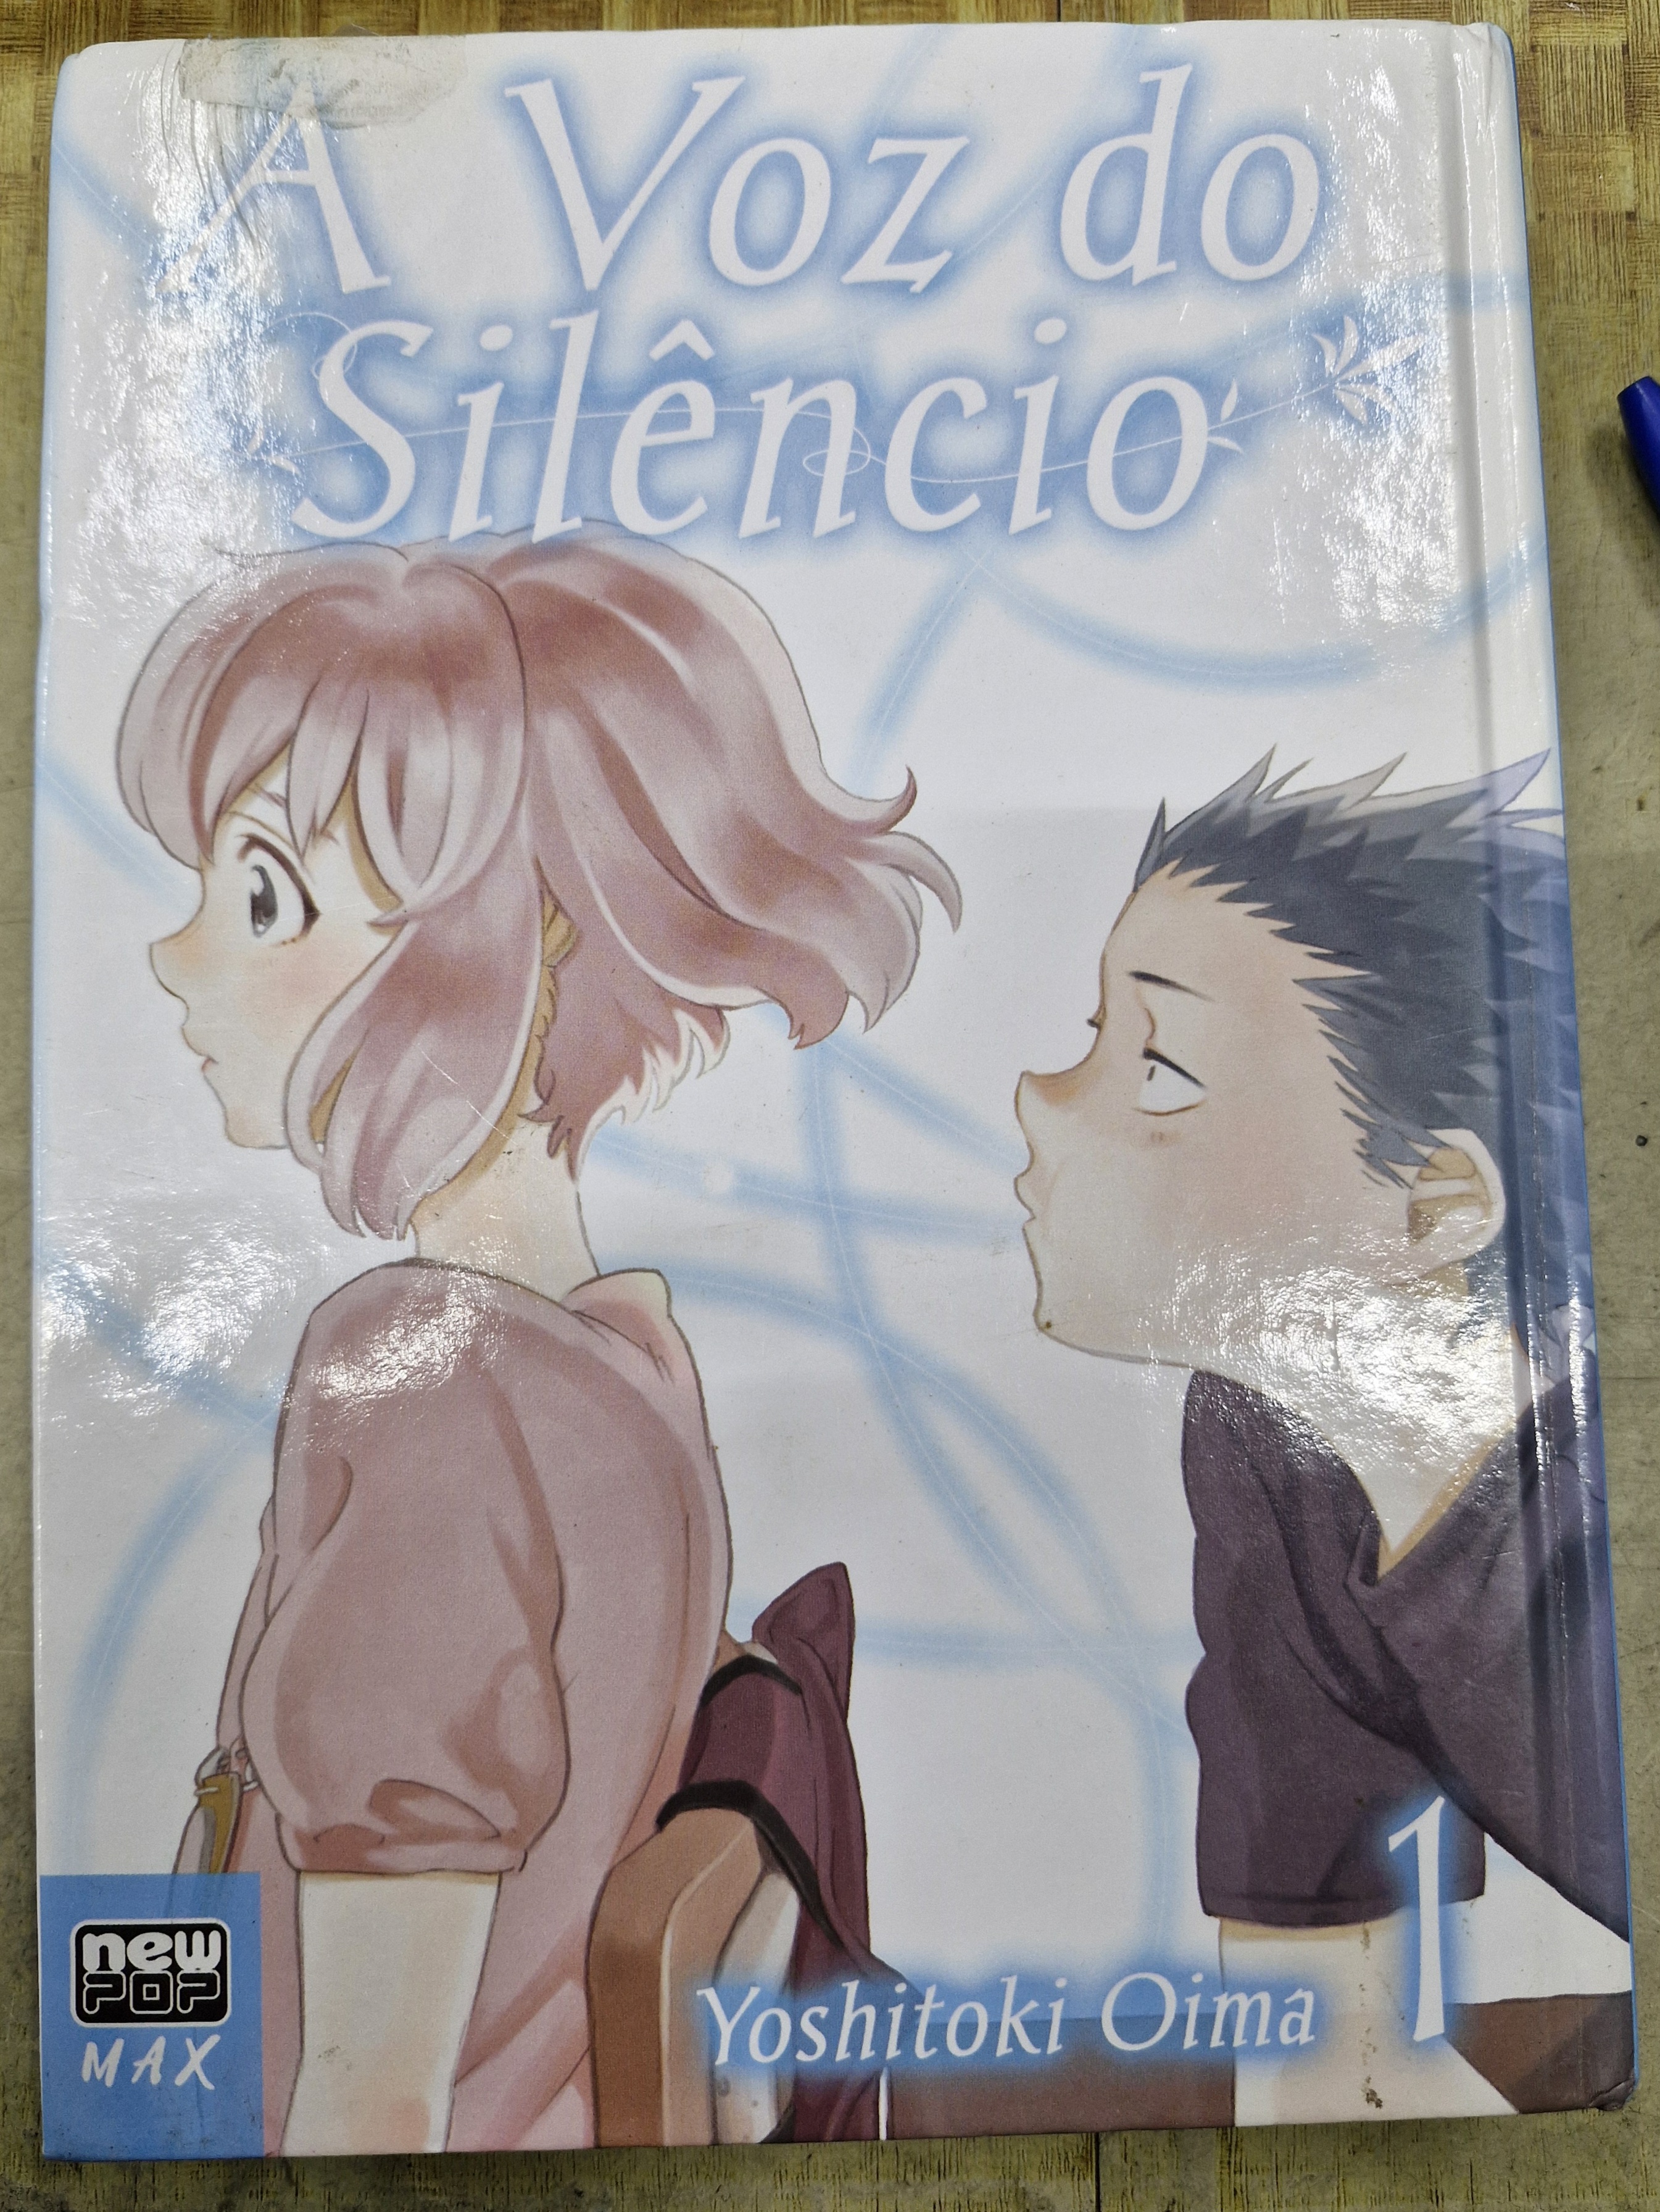 A Voz do
Silêncio
1
Yoshitoki Oima
new
POP
MAX